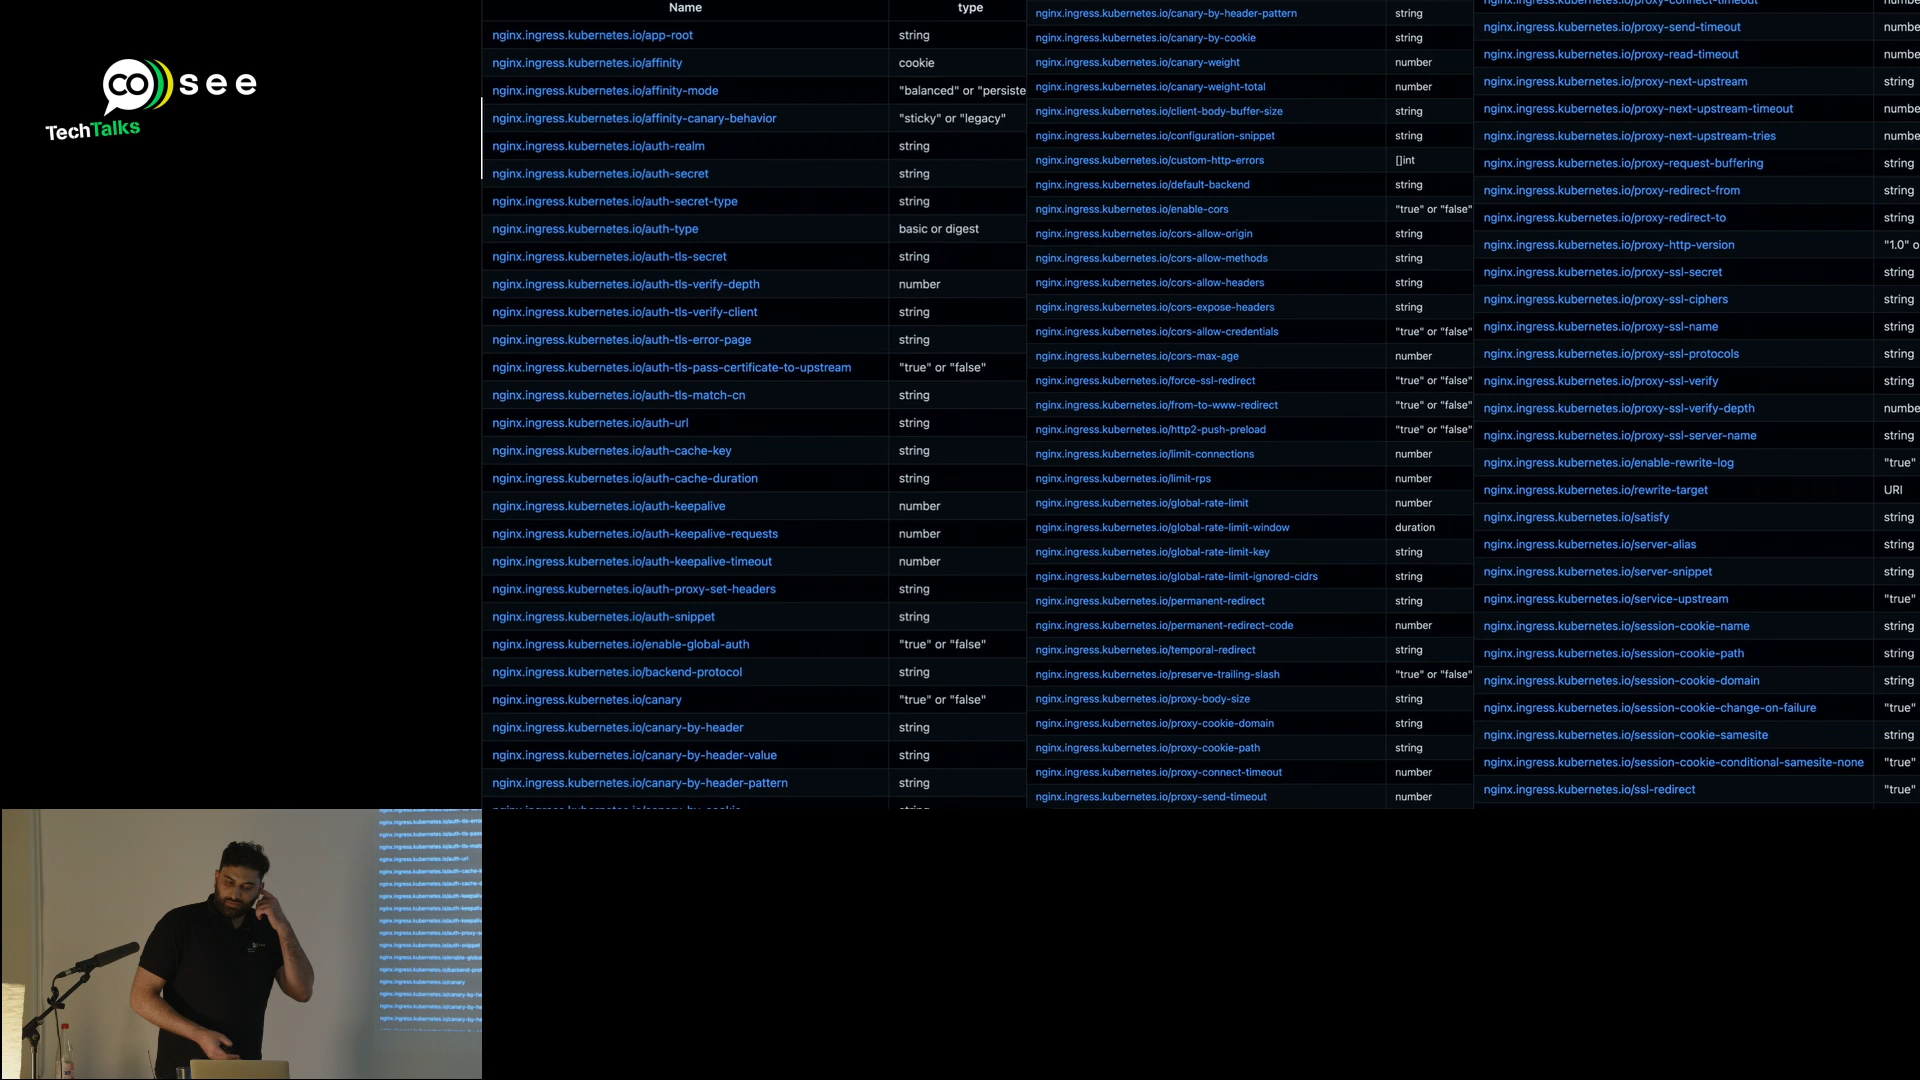 co see
TechTalks
Name type
nginx.ingress.kubernetes.io/app-root string
nginx.ingress.kubernetes.io/affinity cookie
nginx.ingress.kubernetes.io/affinity-mode "balanced" or "persiste
nginx.ingress.kubernetes.io/affinity-canary-behavior "sticky" or "legacy"
nginx.ingress.kubernetes.io/auth-realm string
nginx.ingress.kubernetes.io/auth-secret string
nginx.ingress.kubernetes.io/auth-secret-type string
nginx.ingress.kubernetes.io/auth-type basic or digest
nginx.ingress.kubernetes.io/auth-tls-secret string
nginx.ingress.kubernetes.io/auth-tls-verify-depth number
nginx.ingress.kubernetes.io/auth-tls-verify-client string
nginx.ingress.kubernetes.io/auth-tls-error-page string
nginx.ingress.kubernetes.io/auth-tls-pass-certificate-to-upstream "true" or "false"
nginx.ingress.kubernetes.io/auth-tls-match-cn string
nginx.ingress.kubernetes.io/auth-url string
nginx.ingress.kubernetes.io/auth-cache-key string
nginx.ingress.kubernetes.io/auth-cache-duration string
nginx.ingress.kubernetes.io/auth-keepalive number
nginx.ingress.kubernetes.io/auth-keepalive-requests number
nginx.ingress.kubernetes.io/auth-keepalive-timeout number
nginx.ingress.kubernetes.io/auth-proxy-set-headers string
nginx.ingress.kubernetes.io/auth-snippet string
nginx.ingress.kubernetes.io/enable-global-auth "true" or "false"
nginx.ingress.kubernetes.io/backend-protocol string
nginx.ingress.kubernetes.io/canary "true" or "false"
nginx.ingress.kubernetes.io/canary-by-header string
nginx.ingress.kubernetes.io/canary-by-header-value string
nginx.ingress.kubernetes.io/canary-by-header-pattern string
nginx.ingress.kubernetes.io/canary-by-header-pattern string
nginx.ingress.kubernetes.io/canary-by-cookie string
nginx.ingress.kubernetes.io/canary-weight number
nginx.ingress.kubernetes.io/canary-weight-total number
nginx.ingress.kubernetes.io/client-body-buffer-size string
nginx.ingress.kubernetes.io/configuration-snippet string
nginx.ingress.kubernetes.io/custom-http-errors []int
nginx.ingress.kubernetes.io/default-backend string
nginx.ingress.kubernetes.io/enable-cors "true" or "false"
nginx.ingress.kubernetes.io/cors-allow-origin string
nginx.ingress.kubernetes.io/cors-allow-methods string
nginx.ingress.kubernetes.io/cors-allow-headers string
nginx.ingress.kubernetes.io/cors-expose-headers string
nginx.ingress.kubernetes.io/cors-allow-credentials "true" or "false"
nginx.ingress.kubernetes.io/cors-max-age number
nginx.ingress.kubernetes.io/force-ssl-redirect "true" or "false"
nginx.ingress.kubernetes.io/from-to-www-redirect "true" or "false"
nginx.ingress.kubernetes.io/http2-push-preload "true" or "false"
nginx.ingress.kubernetes.io/limit-connections number
nginx.ingress.kubernetes.io/limit-rps number
nginx.ingress.kubernetes.io/global-rate-limit number
nginx.ingress.kubernetes.io/global-rate-limit-window duration
nginx.ingress.kubernetes.io/global-rate-limit-key string
nginx.ingress.kubernetes.io/global-rate-limit-ignored-cidrs string
nginx.ingress.kubernetes.io/permanent-redirect string
nginx.ingress.kubernetes.io/permanent-redirect-code number
nginx.ingress.kubernetes.io/temporal-redirect string
nginx.ingress.kubernetes.io/preserve-trailing-slash "true" or "false"
nginx.ingress.kubernetes.io/proxy-body-size string
nginx.ingress.kubernetes.io/proxy-cookie-domain string
nginx.ingress.kubernetes.io/proxy-cookie-path string
nginx.ingress.kubernetes.io/proxy-connect-timeout number
nginx.ingress.kubernetes.io/proxy-send-timeout number
nginx.ingress.kubernetes.io/proxy-send-timeout numbe
nginx.ingress.kubernetes.io/proxy-read-timeout numbe
nginx.ingress.kubernetes.io/proxy-next-upstream string
nginx.ingress.kubernetes.io/proxy-next-upstream-timeout numbe
nginx.ingress.kubernetes.io/proxy-next-upstream-tries numbe
nginx.ingress.kubernetes.io/proxy-request-buffering string
nginx.ingress.kubernetes.io/proxy-redirect-from string
nginx.ingress.kubernetes.io/proxy-redirect-to string
nginx.ingress.kubernetes.io/proxy-http-version "1.0" o
nginx.ingress.kubernetes.io/proxy-ssl-secret string
nginx.ingress.kubernetes.io/proxy-ssl-ciphers string
nginx.ingress.kubernetes.io/proxy-ssl-name string
nginx.ingress.kubernetes.io/proxy-ssl-protocols string
nginx.ingress.kubernetes.io/proxy-ssl-verify string
nginx.ingress.kubernetes.io/proxy-ssl-verify-depth numbe
nginx.ingress.kubernetes.io/proxy-ssl-server-name string
nginx.ingress.kubernetes.io/enable-rewrite-log "true"
nginx.ingress.kubernetes.io/rewrite-target URI
nginx.ingress.kubernetes.io/satisfy string
nginx.ingress.kubernetes.io/server-alias string
nginx.ingress.kubernetes.io/server-snippet string
nginx.ingress.kubernetes.io/service-upstream "true"
nginx.ingress.kubernetes.io/session-cookie-name string
nginx.ingress.kubernetes.io/session-cookie-path string
nginx.ingress.kubernetes.io/session-cookie-domain string
nginx.ingress.kubernetes.io/session-cookie-change-on-failure "true"
nginx.ingress.kubernetes.io/session-cookie-samesite string
nginx.ingress.kubernetes.io/session-cookie-conditional-samesite-none "true"
nginx.ingress.kubernetes.io/ssl-redirect "true"